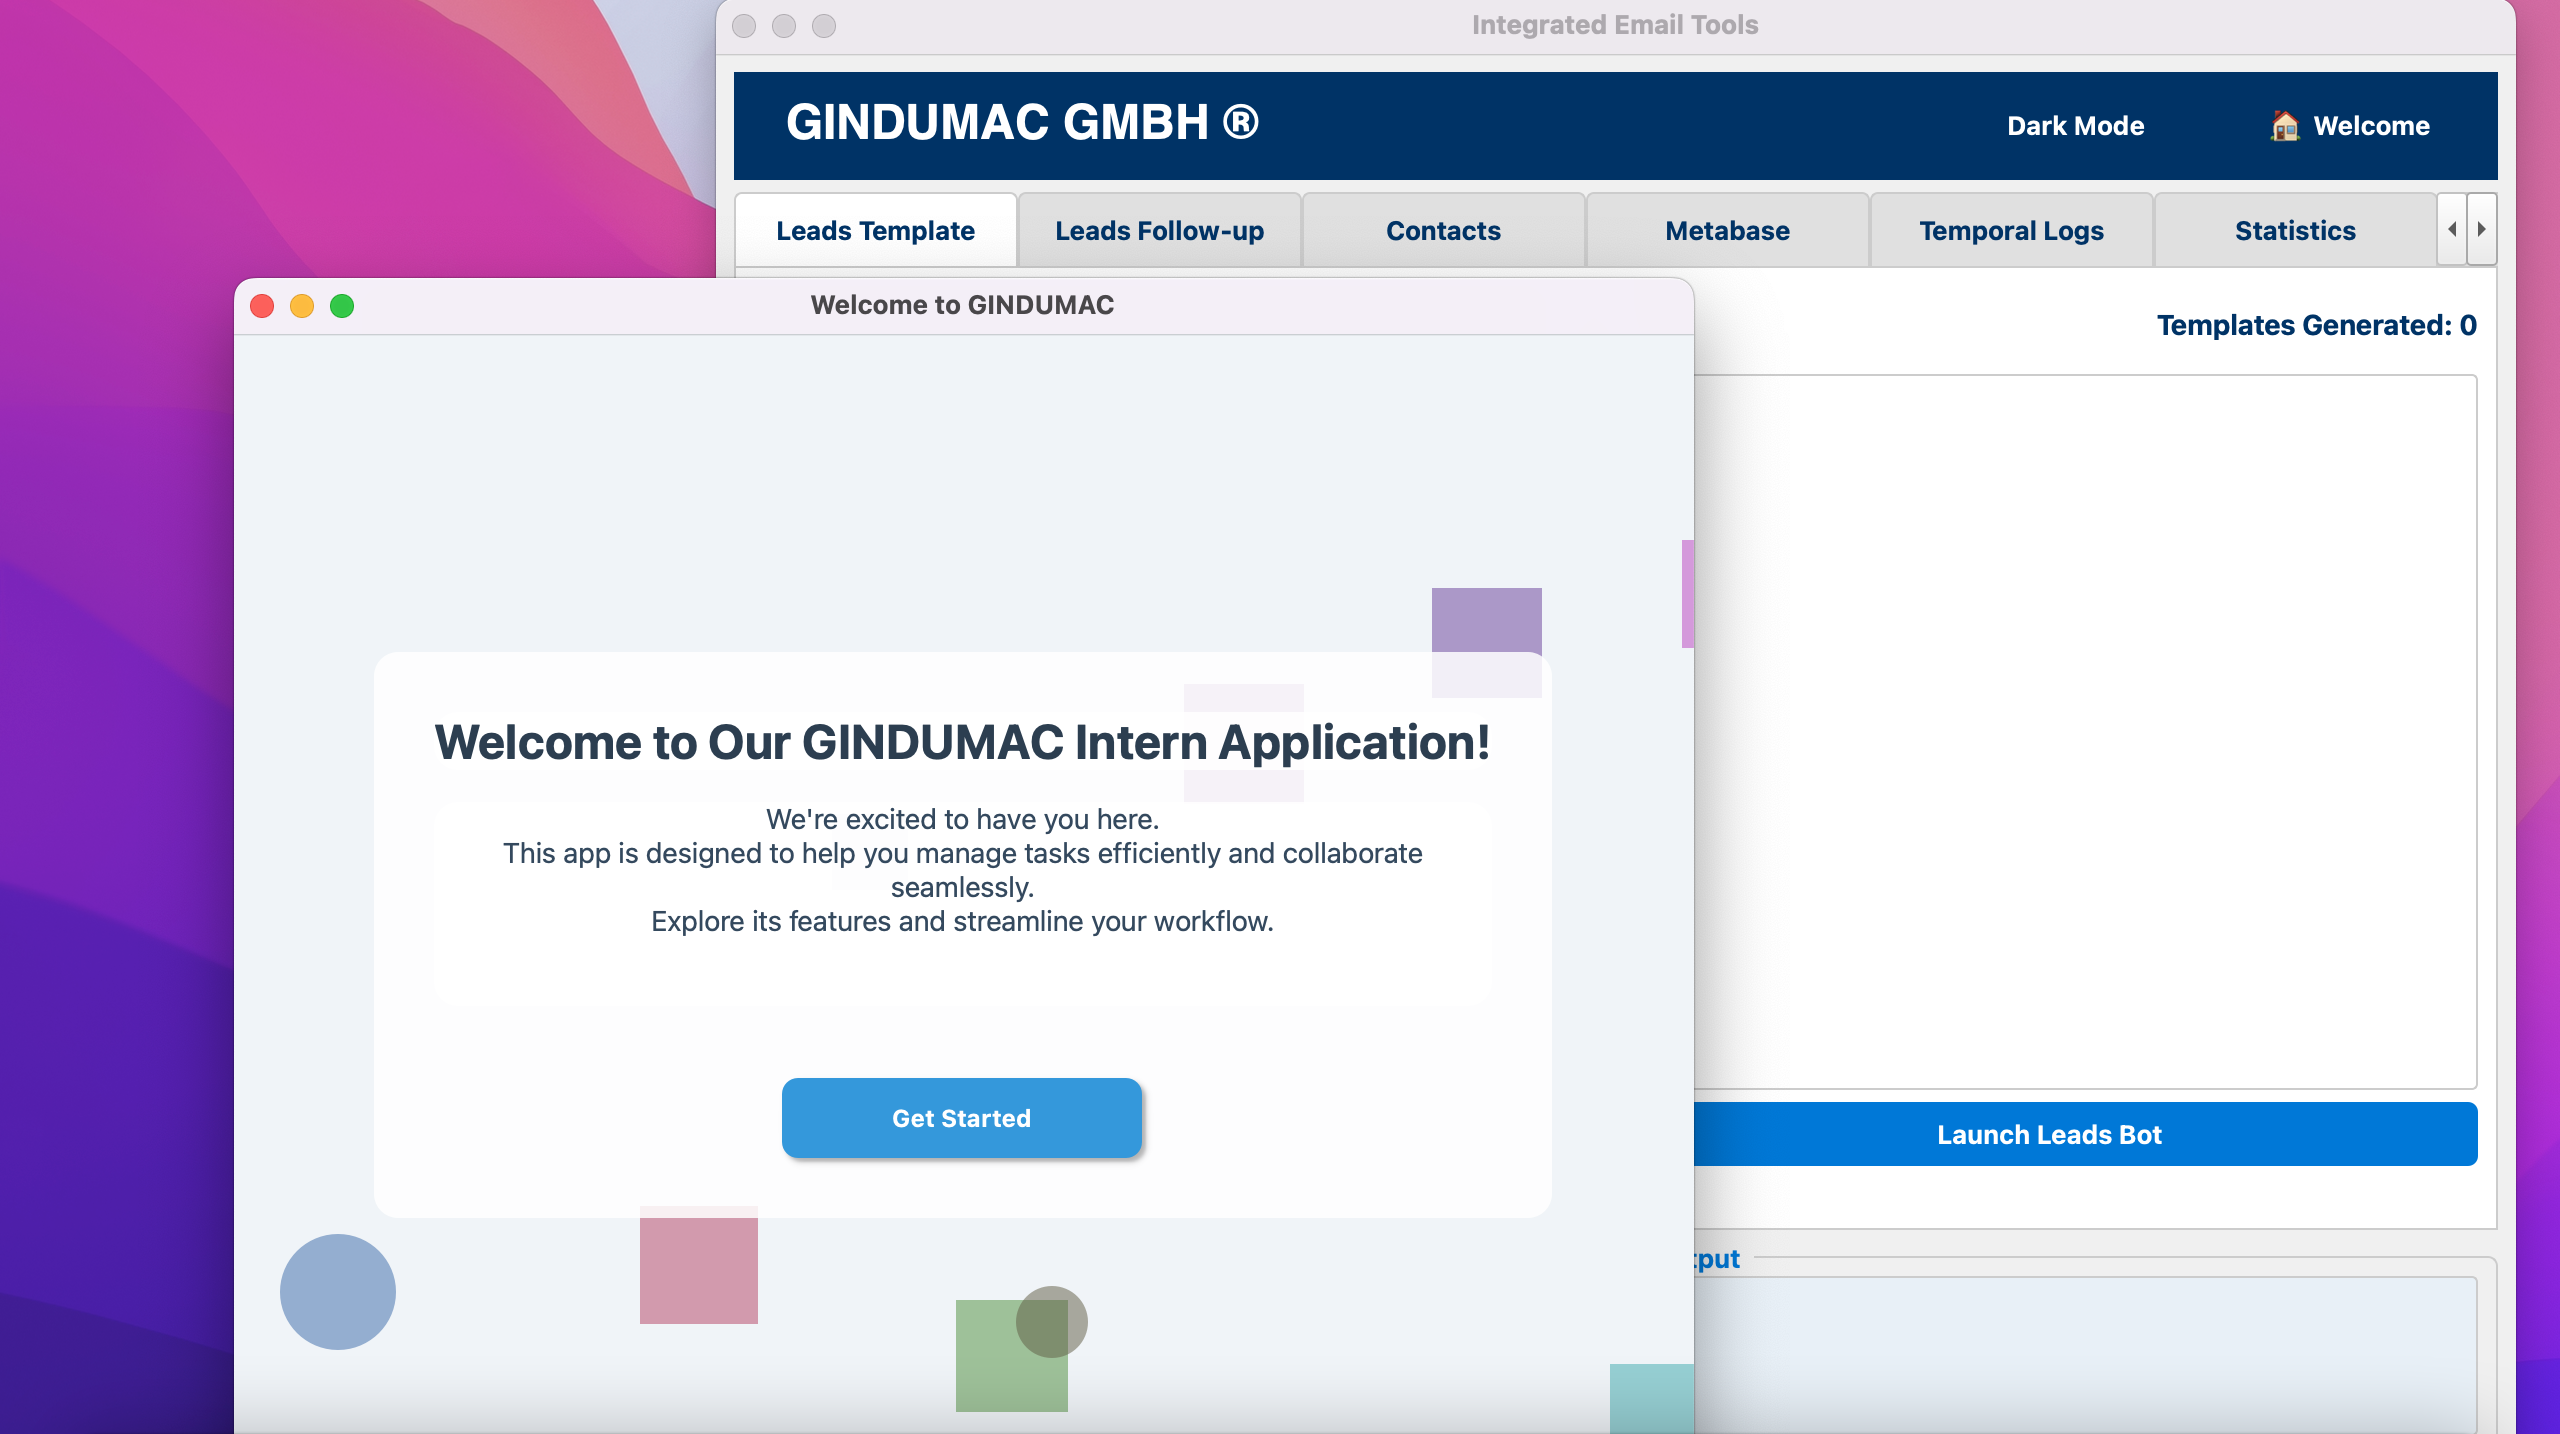 Integrated Email Tools
GINDUMAC GMBH ®
Dark Mode
Welcome
Leads Template
Leads Follow-up
Contacts
Metabase
Temporal Logs
Statistics
Templates Generated: 0
Welcome to GINDUMAC
Welcome to Our GINDUMAC Intern Application!
We're excited to have you here.
This app is designed to help you manage tasks efficiently and collaborate
seamlessly.
Explore its features and streamline your workflow.
Get Started
Launch Leads Bot